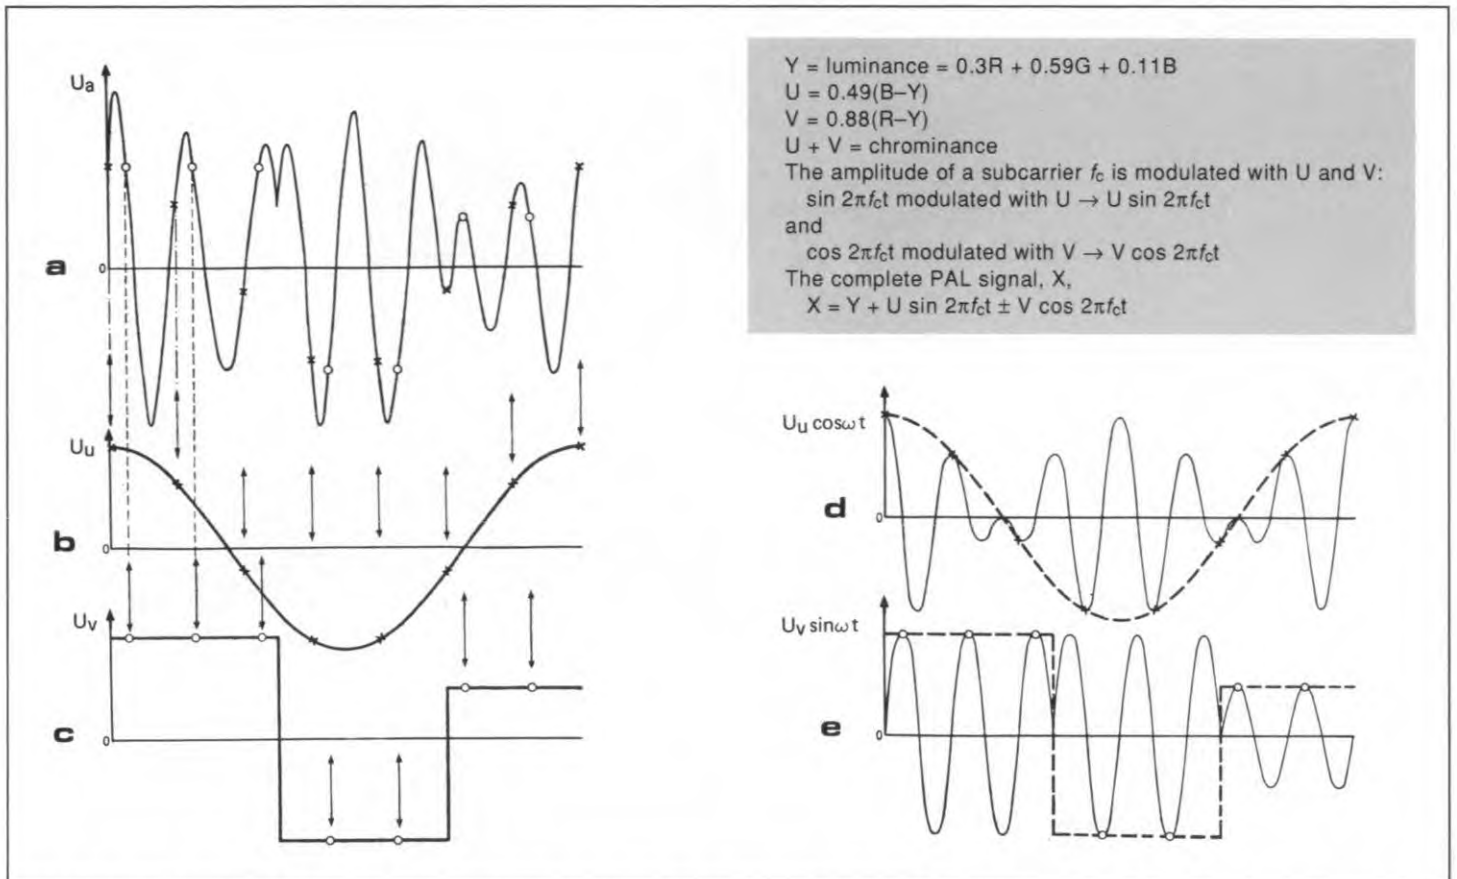 Uₐ
a
0
Uᵤ
b
0
Uᵥ
c
0
Y = luminance = 0.3R + 0.59G + 0.11B
U = 0.49(B–Y)
V = 0.88(R–Y)
U + V = chrominance
The amplitude of a subcarrier fc is modulated with U and V:
sin 2πfct modulated with U → U sin 2πfct
and
cos 2πfct modulated with V → V cos 2πfct
The complete PAL signal, X,
X = Y + U sin 2πfct ± V cos 2πfct
Uᵤ cosωt
d
0
Uᵥ sinωt
e
0